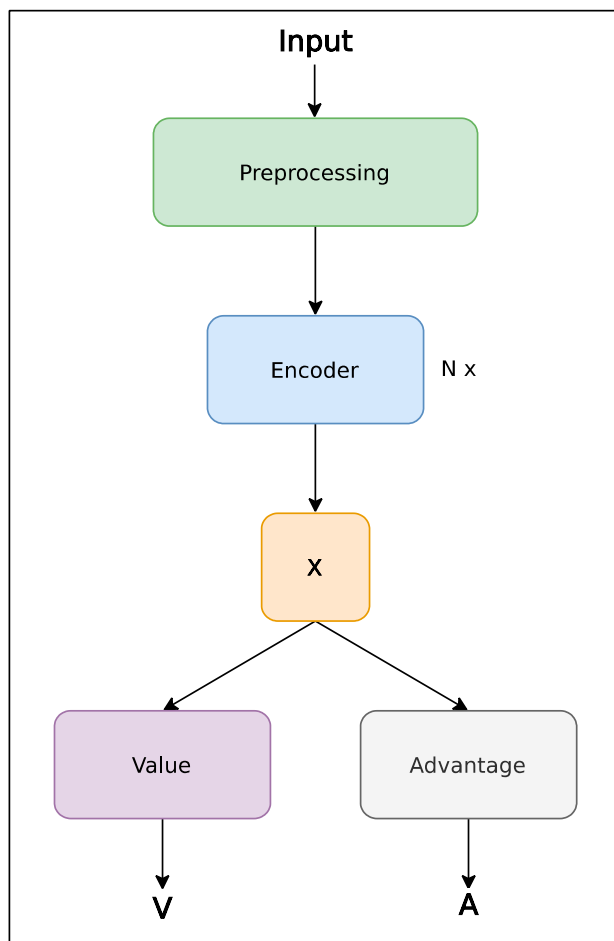 Input
Preprocessing
Encoder
N x
x
Value
Advantage
V
A